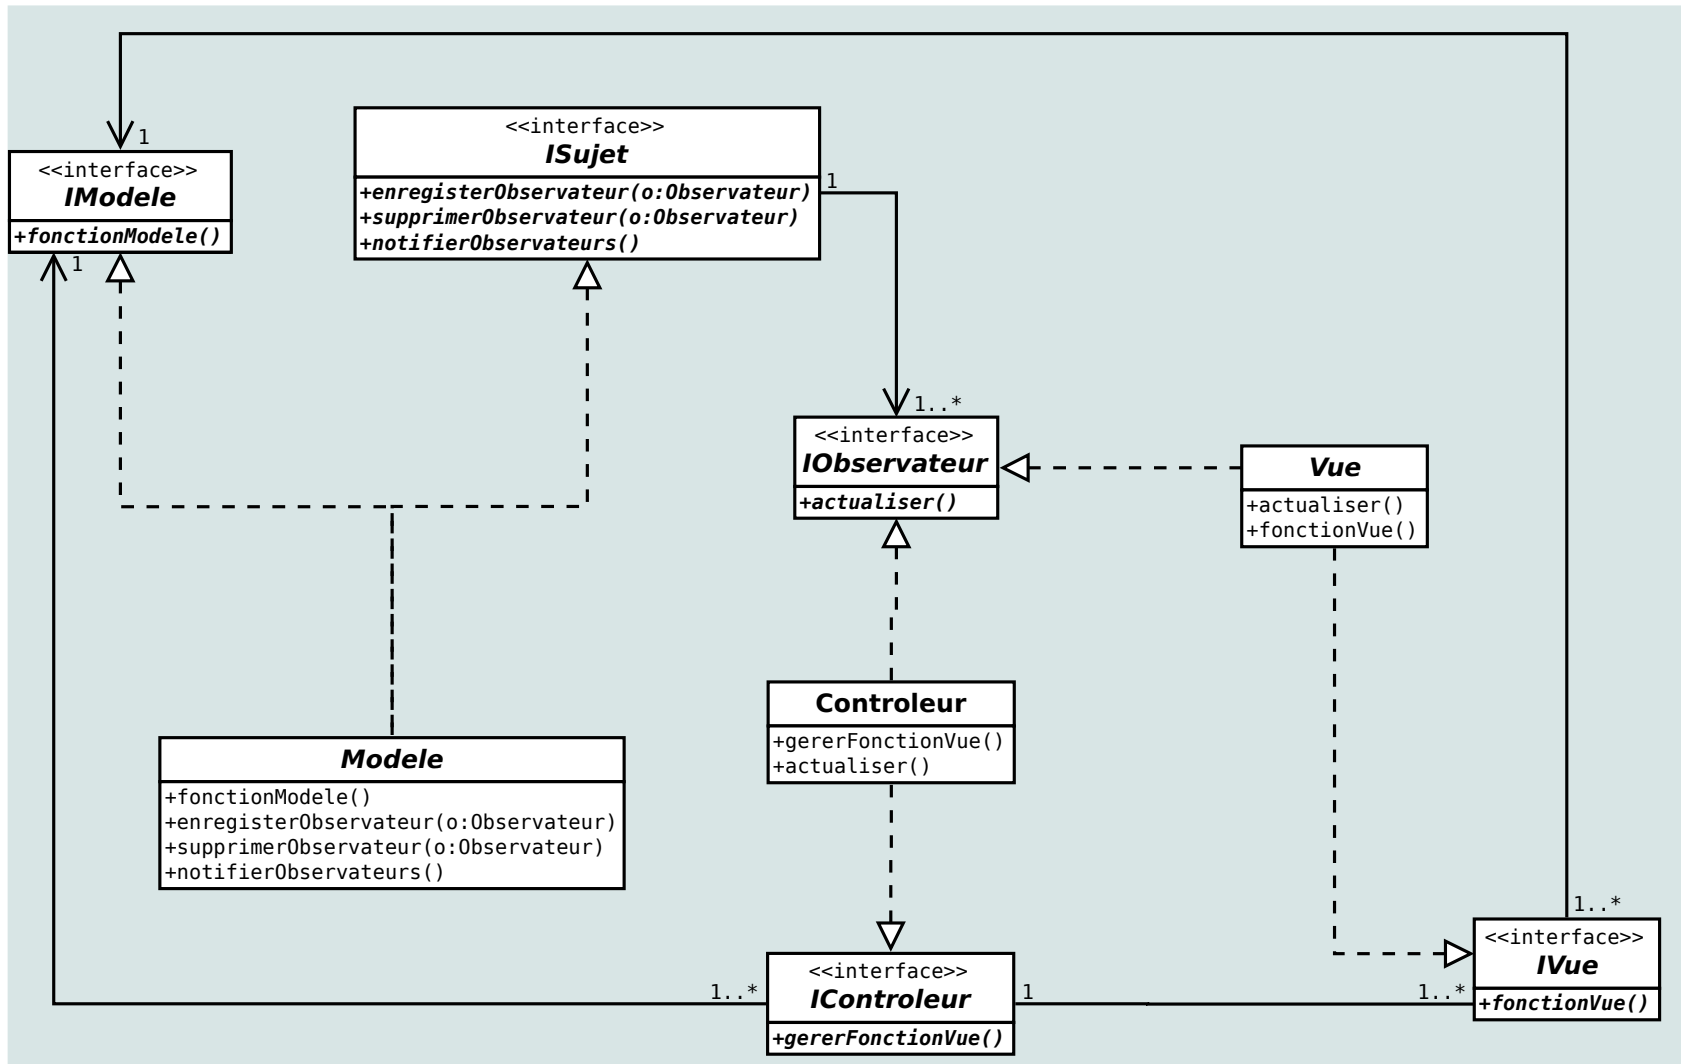 1
<<interface>>
IModele
+fonctionModele()
1
<<interface>>
ISujet
+enregisterObservateur(o:Observateur)
+supprimerObservateur(o:Observateur)
+notifierObservateurs()
1
1..*
<<interface>>
IObservateur
+actualiser()
Vue
+actualiser()
+fonctionVue()
Controleur
+gererFonctionVue()
+actualiser()
Modele
+fonctionModele()
+enregisterObservateur(o:Observateur)
+supprimerObservateur(o:Observateur)
+notifierObservateurs()
1..*
<<interface>>
IControleur
+gererFonctionVue()
1
1..*
1..*
<<interface>>
IVue
+fonctionVue()